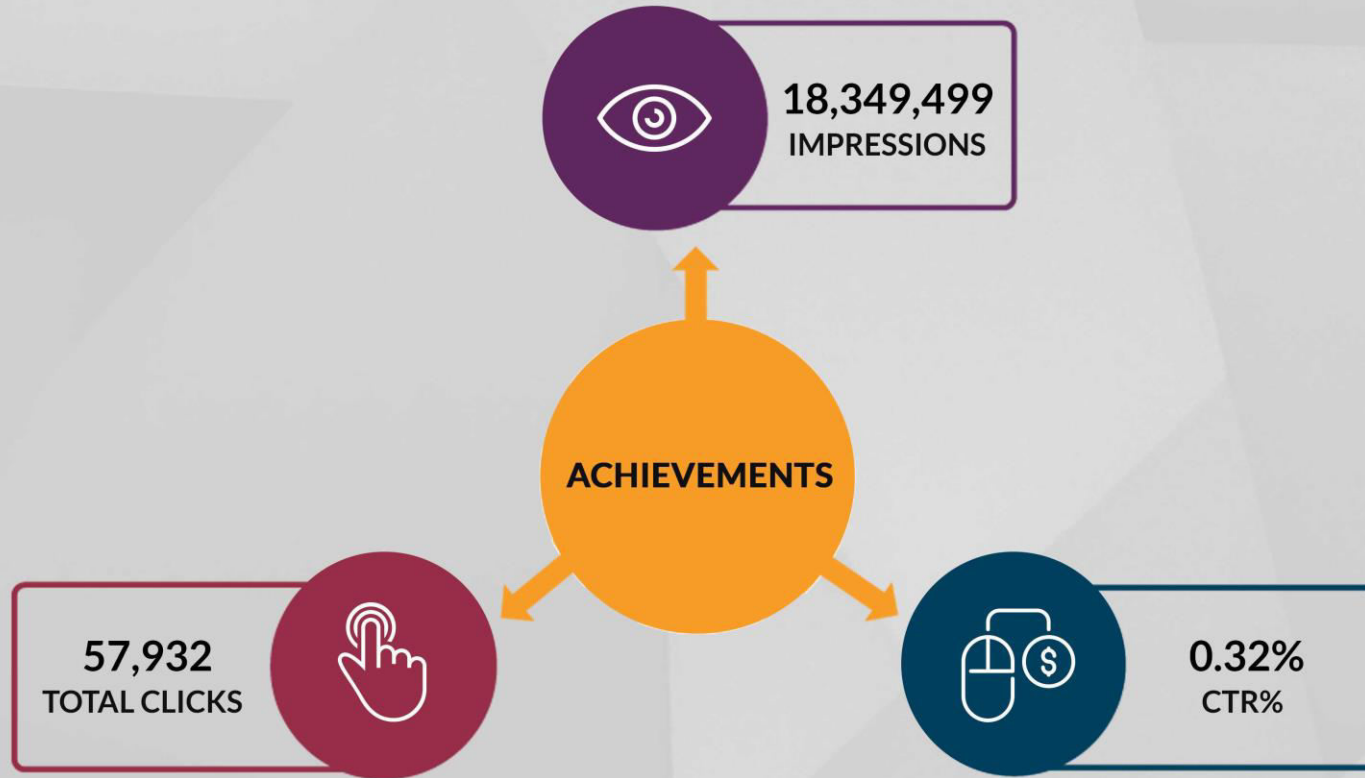 18,349,499
IMPRESSIONS
ACHIEVEMENTS
57,932
TOTAL CLICKS
$
0.32%
CTR%